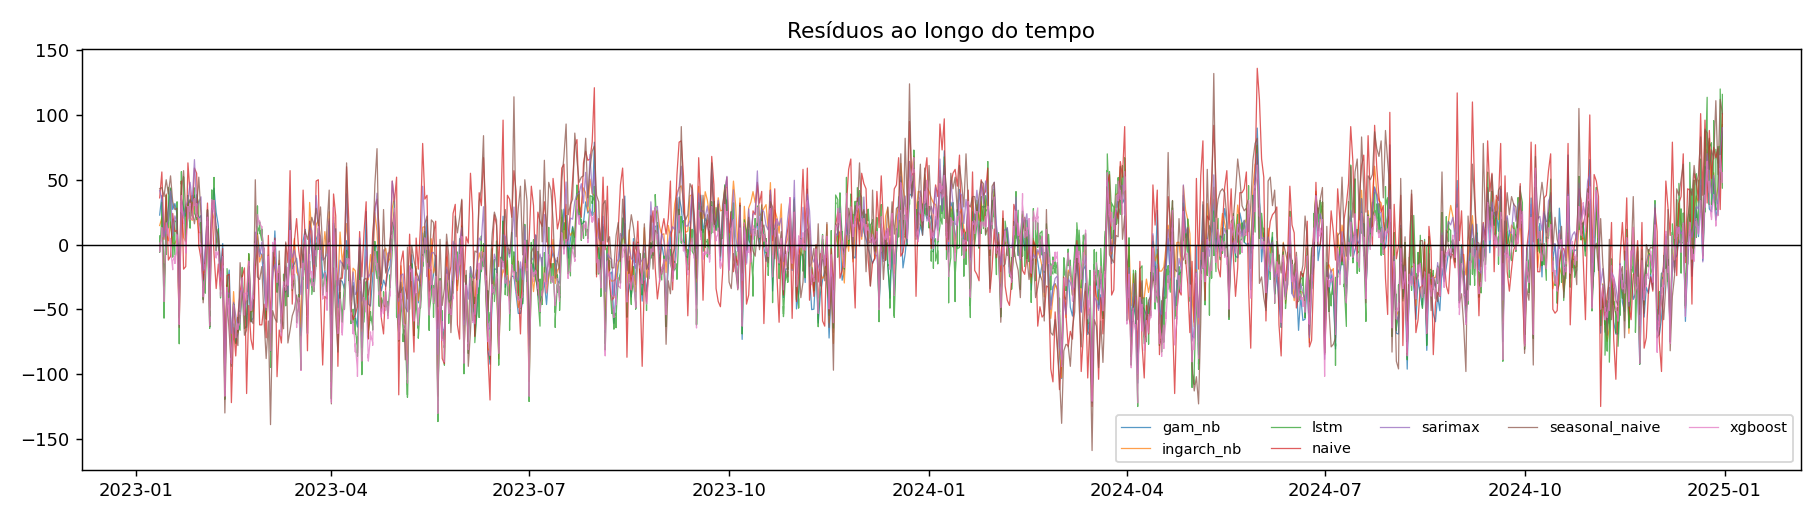 Resíduos ao longo do tempo
150
100
50
0
−50
−100
−150
gam_nb
ingarch_nb
lstm
naive
sarimax
seasonal_naive
xgboost
2023-01
2023-04
2023-07
2023-10
2024-01
2024-04
2024-07
2024-10
2025-01